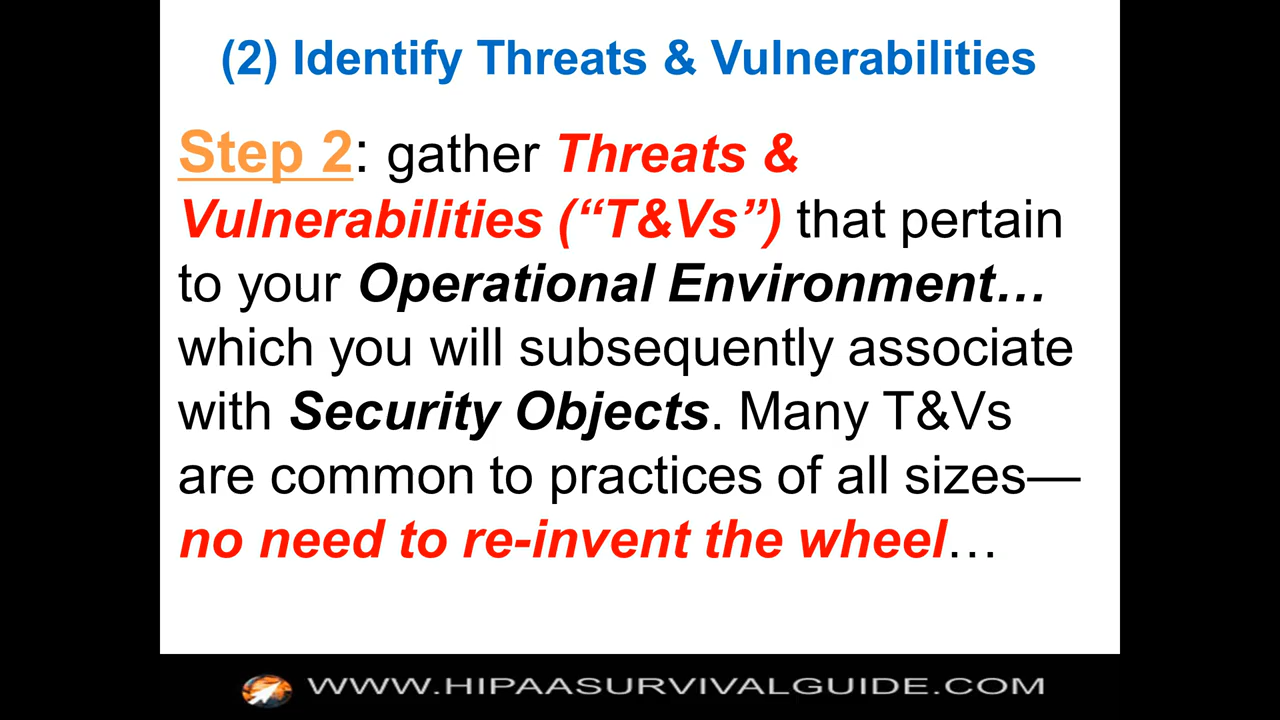 (2) Identify Threats & Vulnerabilities
Step 2: gather Threats &
Vulnerabilities (“T&Vs”) that pertain
to your Operational Environment…
which you will subsequently associate
with Security Objects. Many T&Vs
are common to practices of all sizes—
no need to re-invent the wheel…
WWW.HIPAASURVIVALGUIDE.COM